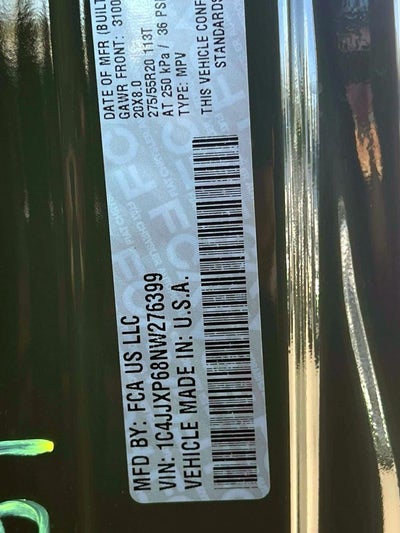 MFD BY: FCA US LLC
VIN: 1C4JJXP68NW276399
VEHICLE MADE IN: U.S.A.
DATE OF MFR (BUILT
GAWR FRONT: 3100
20X8.0
275/55R20 113T
AT 250 kPa / 36 PS
TYPE: MPV
THIS VEHICLE CONF
STANDARDS